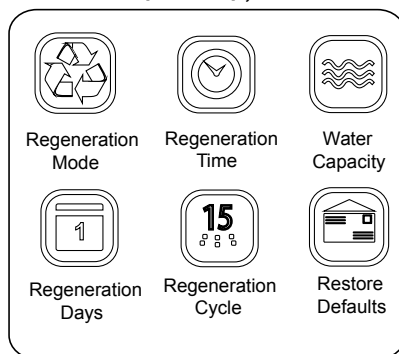 Regeneration
Mode
Regeneration
Time
Water
Capacity
1
Regeneration
Days
15
Regeneration
Cycle
Restore
Defaults